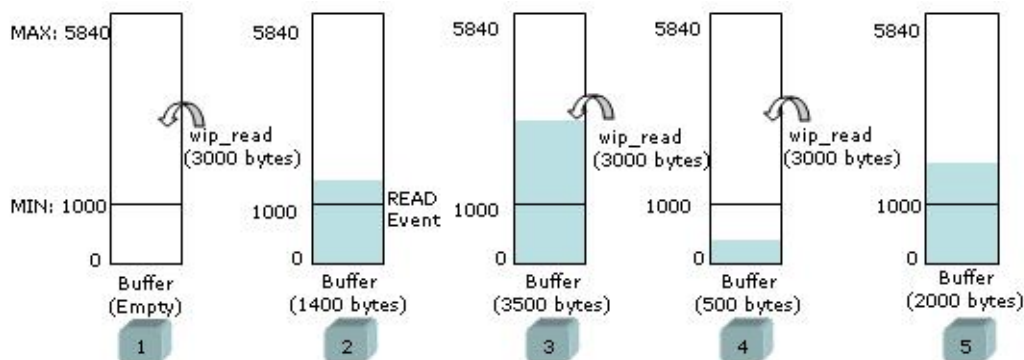 MAX: 5840
wip_read
(3000 bytes)
MIN: 1000
0
Buffer
(Empty)
1
5840
1000
READ
Event
0
Buffer
(1400 bytes)
2
5840
wip_read
(3000 bytes)
1000
0
Buffer
(3500 bytes)
3
5840
wip_read
(3000 bytes)
1000
0
Buffer
(500 bytes)
4
5840
1000
0
Buffer
(2000 bytes)
5